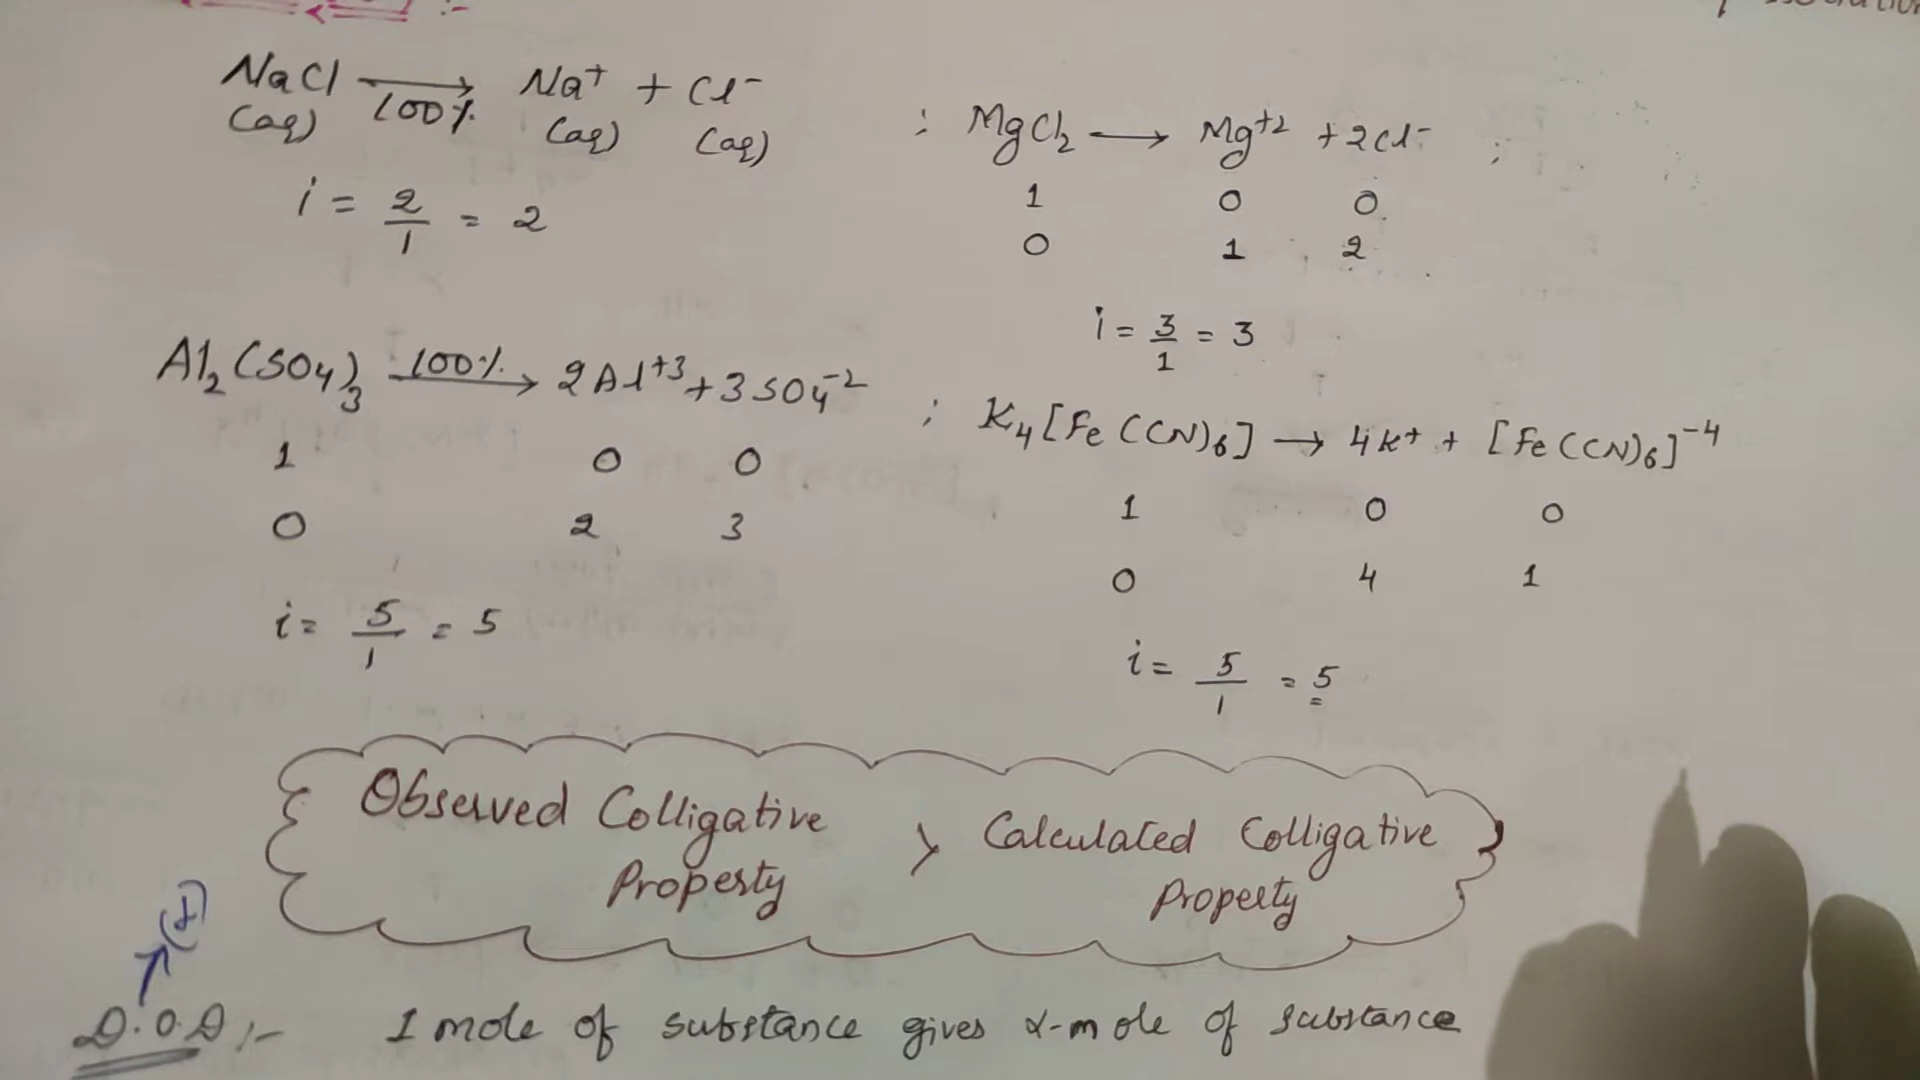 :-
NaCl ⟶ Na⁺ + Cl⁻
100%
(aq) (aq) (aq)
i = 2/1 = 2
; MgCl₂ ⟶ Mg⁺² + 2Cl⁻ ;
1 0 0
0 1 2
i = 3/1 = 3
Al₂(SO₄)₃ 100%⟶ 2Al⁺³ + 3SO₄⁻²
1 0 0
0 2 3
i = 5/1 = 5
; K₄[Fe(CN)₆] ⟶ 4K⁺ + [Fe(CN)₆]⁻⁴
1 0 0
0 4 1
i = 5/1 = 5
Observed Colligative Property > Calculated Colligative Property
D.O.D :- 1 mole of substance gives α-mole of substance